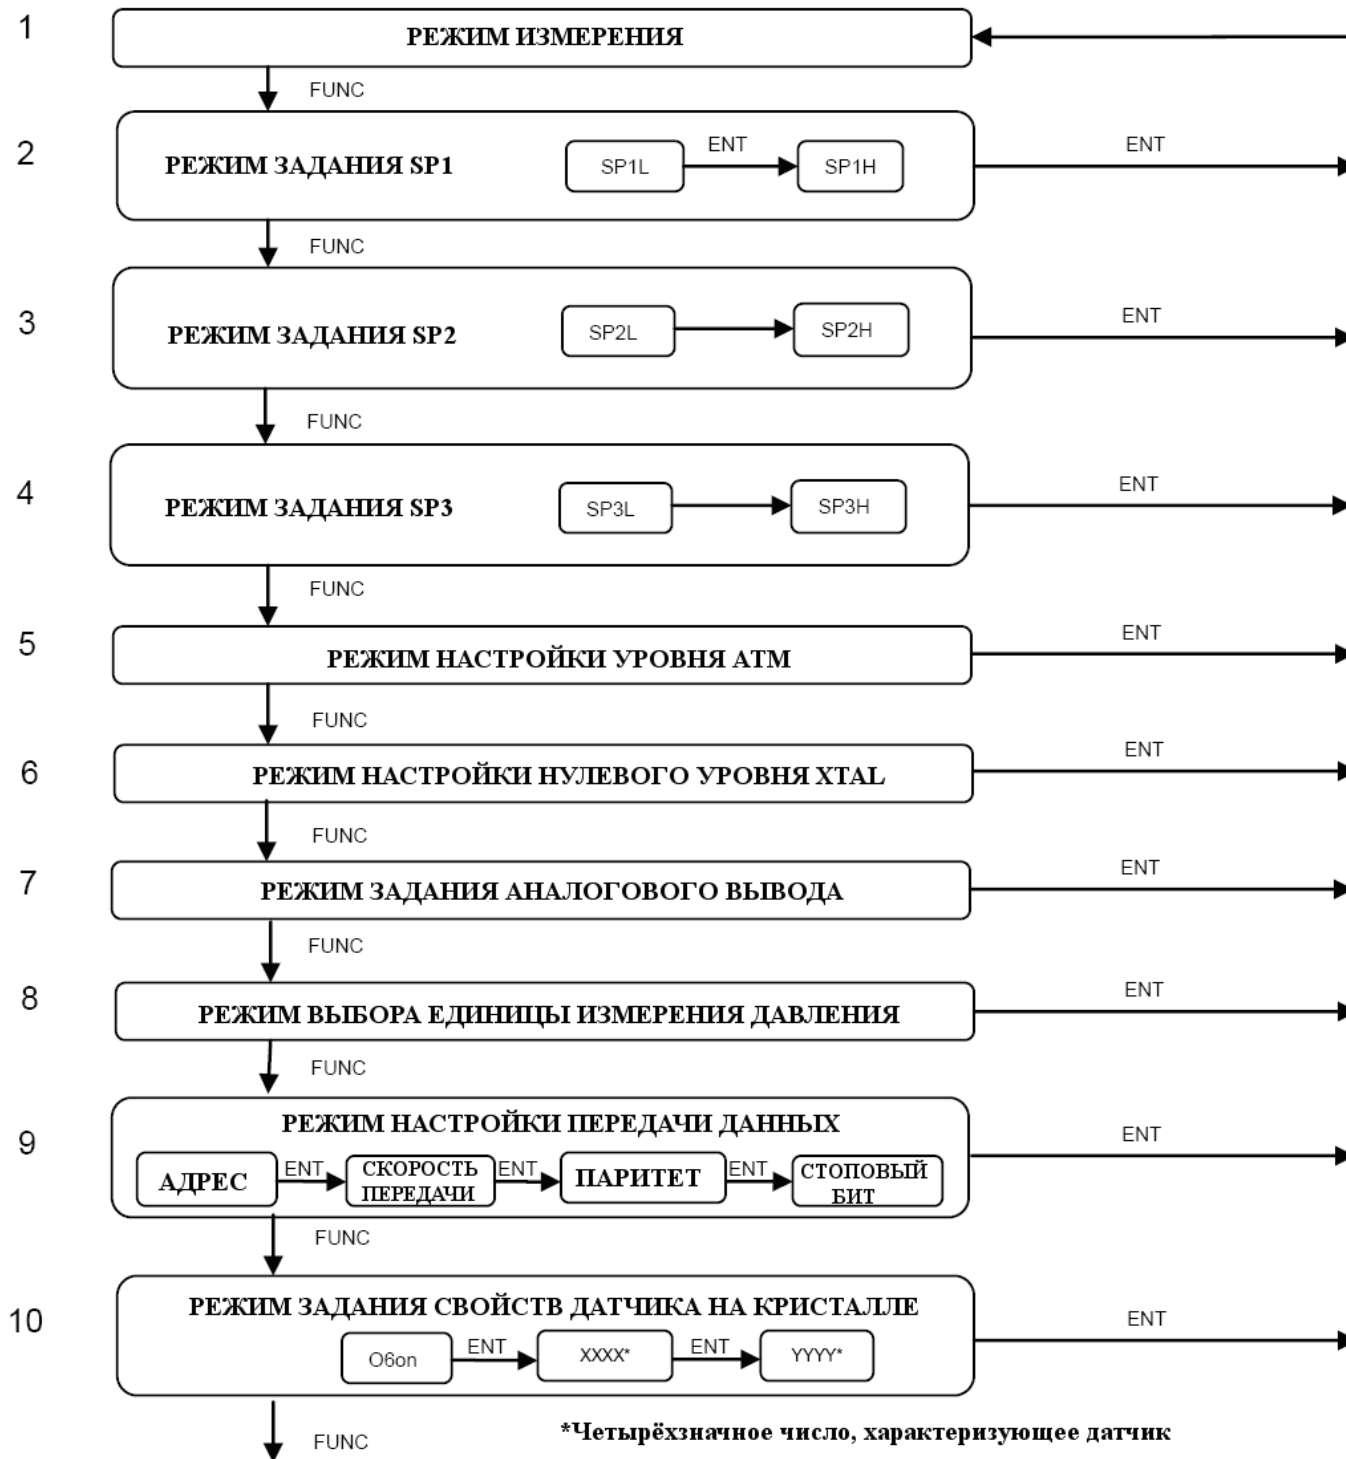 1
РЕЖИМ ИЗМЕРЕНИЯ
FUNC
2
РЕЖИМ ЗАДАНИЯ SP1
SP1L
ENT
SP1H
ENT
FUNC
3
РЕЖИМ ЗАДАНИЯ SP2
SP2L
SP2H
ENT
FUNC
4
РЕЖИМ ЗАДАНИЯ SP3
SP3L
SP3H
ENT
FUNC
5
РЕЖИМ НАСТРОЙКИ УРОВНЯ АТМ
ENT
FUNC
6
РЕЖИМ НАСТРОЙКИ НУЛЕВОГО УРОВНЯ XTAL
ENT
FUNC
7
РЕЖИМ ЗАДАНИЯ АНАЛОГОВОГО ВЫВОДА
ENT
FUNC
8
РЕЖИМ ВЫБОРА ЕДИНИЦЫ ИЗМЕРЕНИЯ ДАВЛЕНИЯ
ENT
FUNC
9
РЕЖИМ НАСТРОЙКИ ПЕРЕДАЧИ ДАННЫХ
АДРЕС
ENT
СКОРОСТЬ
ПЕРЕДАЧИ
ENT
ПАРИТЕТ
ENT
СТОПОВЫЙ
БИТ
ENT
FUNC
10
РЕЖИМ ЗАДАНИЯ СВОЙСТВ ДАТЧИКА НА КРИСТАЛЛЕ
O6on
ENT
XXXX*
ENT
YYYY*
ENT
FUNC
*Четырёхзначное число, характеризующее датчик